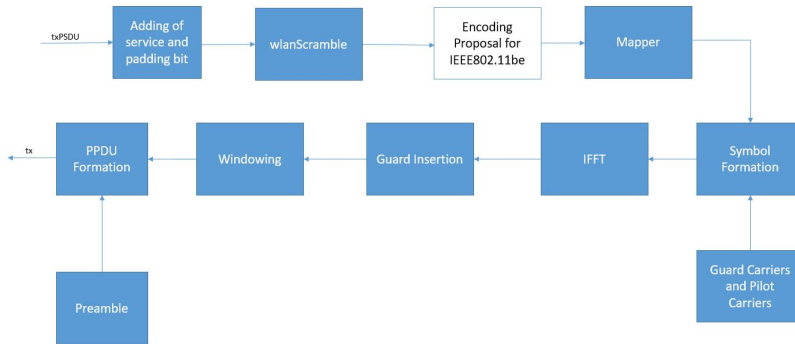 txPSDU
Adding of
service and
padding bit
wlanScramble
Encoding
Proposal for
IEEE802.11be
Mapper
tx
PPDU
Formation
Windowing
Guard Insertion
IFFT
Symbol
Formation
Preamble
Guard Carriers
and Pilot
Carriers